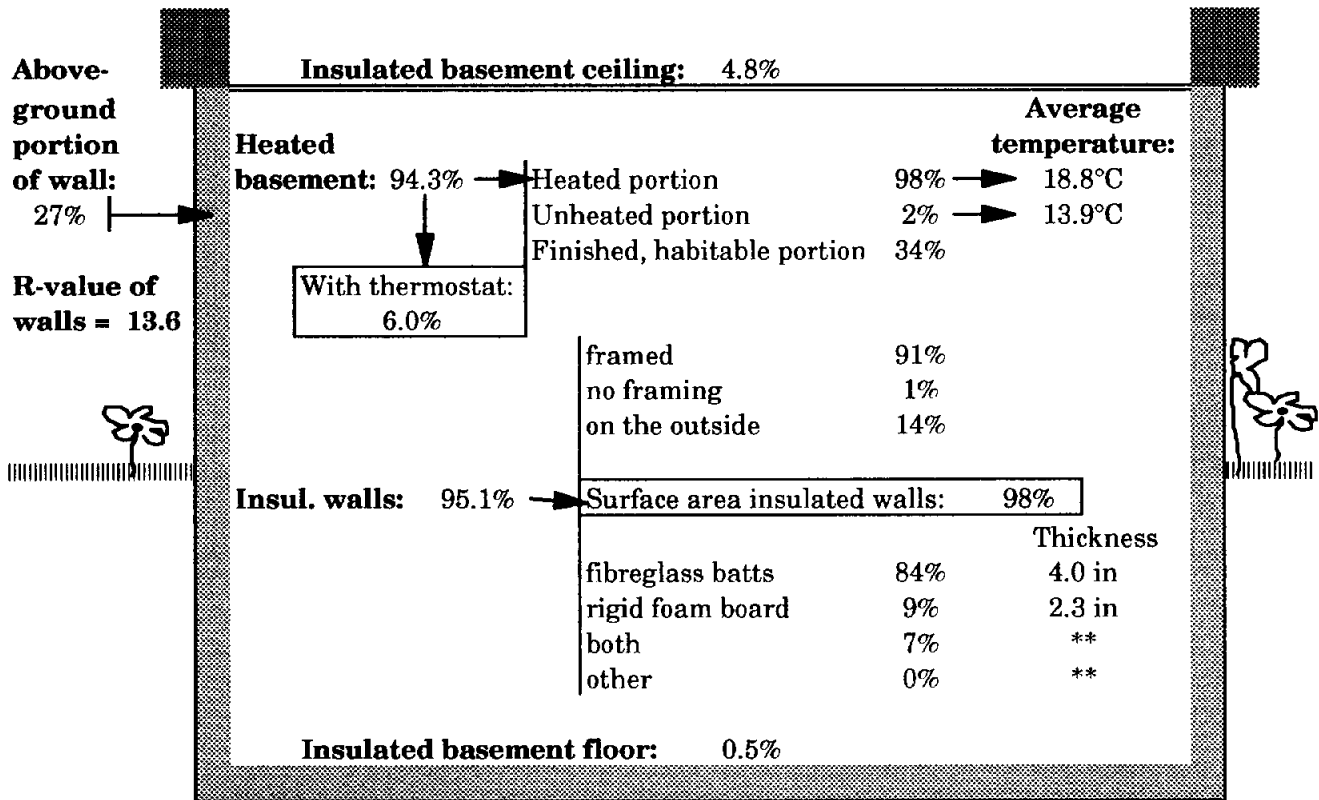 Above-
ground
portion
of wall:
27%
R-value of
walls = 13.6
Insulated basement ceiling: 4.8%
Average
temperature:
Heated
basement: 94.3%
Heated portion 98% 18.8°C
Unheated portion 2% 13.9°C
Finished, habitable portion 34%
With thermostat:
6.0%
framed 91%
no framing 1%
on the outside 14%
Insul. walls: 95.1%
Surface area insulated walls: 98%
Thickness
fibreglass batts 84% 4.0 in
rigid foam board 9% 2.3 in
both 7% **
other 0% **
Insulated basement floor: 0.5%